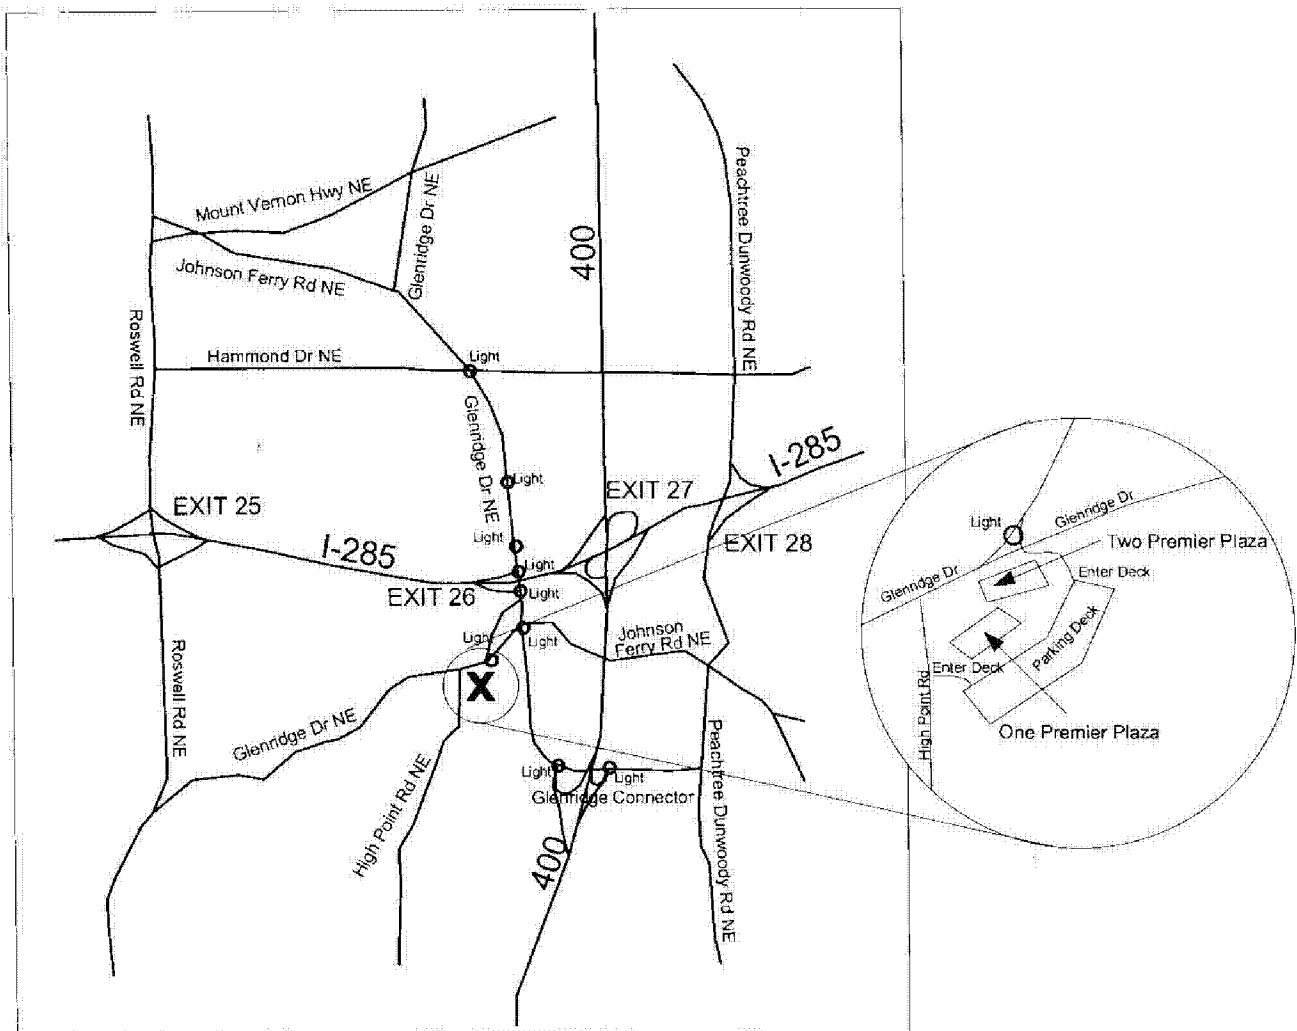 Mount Vernon Hwy NE
Glenridge Dr NE
Johnson Ferry Rd NE
400
Peachtree Dunwoody Rd NE
Roswell Rd NE
Hammond Dr NE
Light
Glenridge Dr NE
Light
I-285
EXIT 25
EXIT 27
I-285
Light
EXIT 28
Light
EXIT 26
Light
Light
Light
Johnson
Ferry Rd NE
X
Roswell Rd NE
Glenridge Dr NE
High Point Rd NE
Light
Light
Glenridge Connector
400
Peachtree Dunwoody Rd NE
Light
Glenridge Dr
Two Premier Plaza
Glenridge Dr
Enter Deck
Parking Deck
Enter Deck
High Point Rd
One Premier Plaza